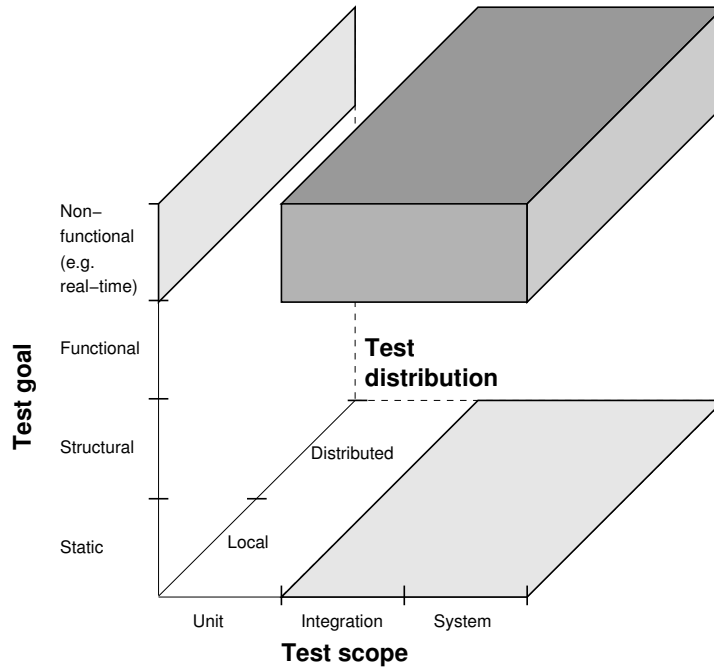 Non–
functional
(e.g.
real–time)
Functional
Test
distribution
Test goal
Structural
Distributed
Static
Local
Unit
Integration
System
Test scope